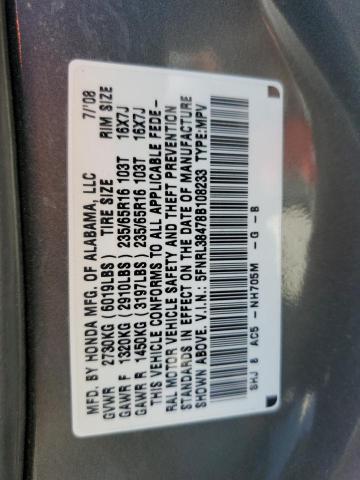 MFD. BY HONDA MFG. OF ALABAMA, LLC 7/'08
GVWR 2730KG (6019LBS) TIRE SIZE RIM SIZE
GAWR F 1320KG (2910LBS) 235/65R16 103T 16X7J
GAWR R 1450KG (3197LBS) 235/65R16 103T 16X7J
THIS VEHICLE CONFORMS TO ALL APPLICABLE FEDE-
RAL MOTOR VEHICLE SAFETY AND THEFT PREVENTION
STANDARDS IN EFFECT ON THE DATE OF MANUFACTURE
SHOWN ABOVE. V.I.N.: 5FNRL38478B108233 TYPE: MPV
SHJ 8 AC5 -NH705M -G -B